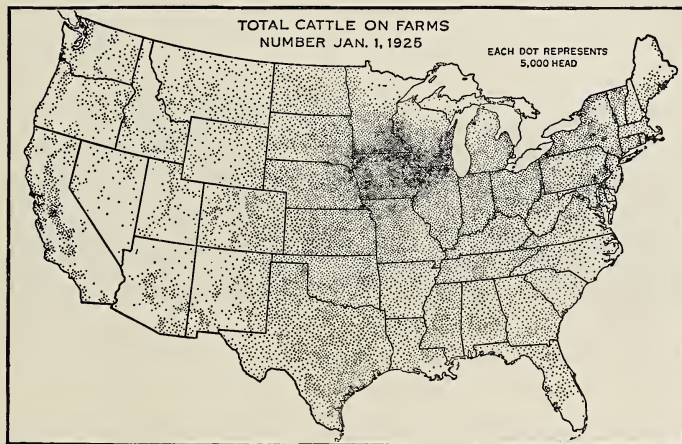 TOTAL CATTLE ON FARMS
NUMBER JAN. 1, 1925
EACH DOT REPRESENTS
5,000 HEAD